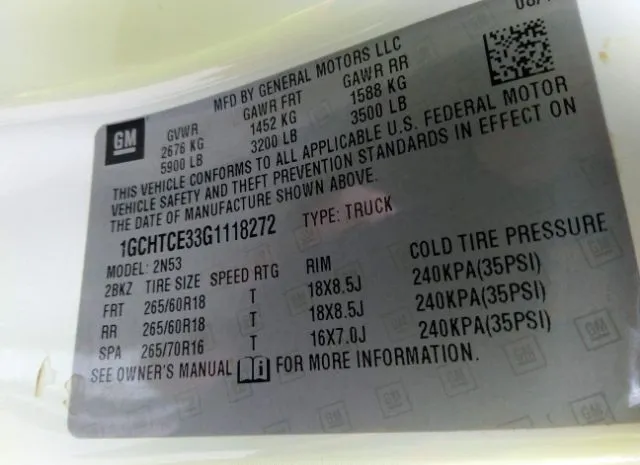 08/
MFD BY GENERAL MOTORS LLC
GM
GVWR GAWR FRT GAWR RR
2676 KG 1452 KG 1588 KG
5900 LB 3200 LB 3500 LB
THIS VEHICLE CONFORMS TO ALL APPLICABLE U.S. FEDERAL MOTOR
VEHICLE SAFETY AND THEFT PREVENTION STANDARDS IN EFFECT ON
THE DATE OF MANUFACTURE SHOWN ABOVE.
1GCHTCE33G1118272 TYPE: TRUCK
MODEL: 2N53
2BKZ TIRE SIZE SPEED RTG RIM COLD TIRE PRESSURE
FRT 265/60R18 T 18X8.5J 240KPA(35PSI)
RR 265/60R18 T 18X8.5J 240KPA(35PSI)
SPA 265/70R16 T 16X7.0J 240KPA(35PSI)
SEE OWNER'S MANUAL FOR MORE INFORMATION.